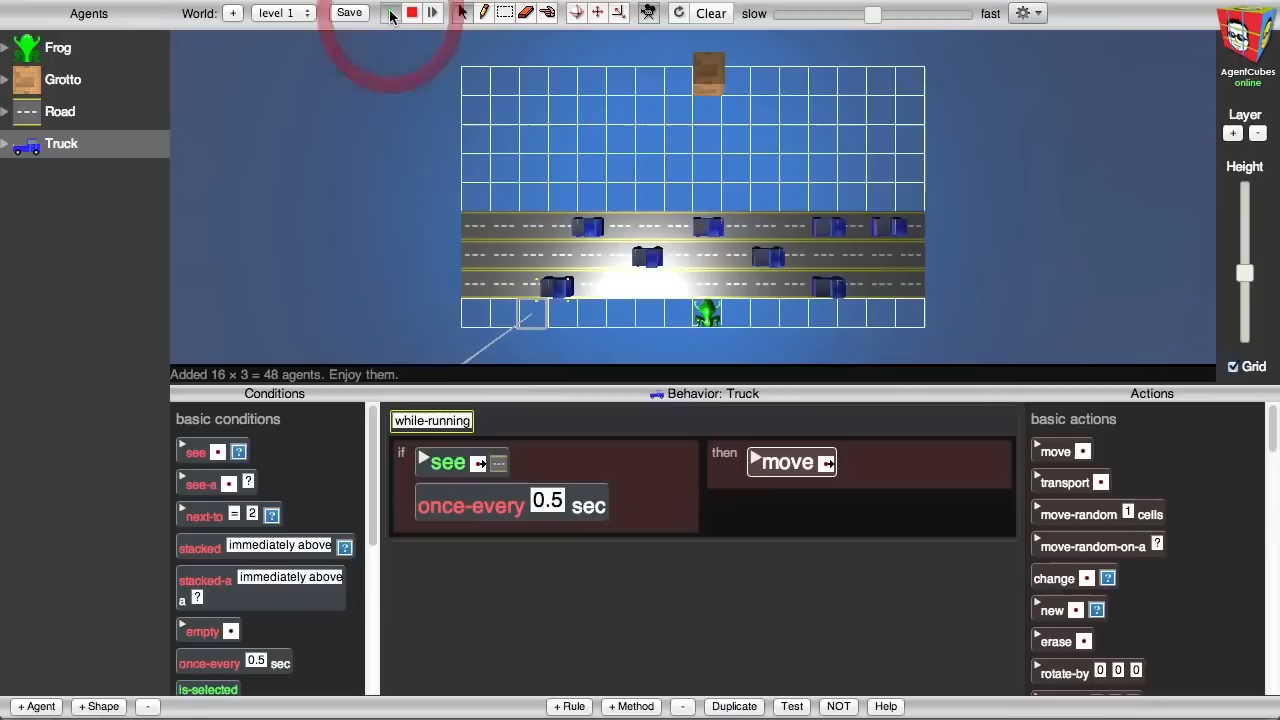 Agents World: + level 1 Save Clear slow fast
Frog
Grotto
Road
Truck
AgentCubes
online
Layer
+ -
Height
Grid
Added 16 × 3 = 48 agents. Enjoy them.
Conditions
Behavior: Truck
Actions
basic conditions
see ?
see-a ?
next-to = 2 ?
stacked immediately above ?
stacked-a immediately above
a ?
empty
once-every 0.5 sec
is-selected
while-running
if see
once-every 0.5 sec
then move
basic actions
move
transport
move-random 1 cells
move-random-on-a ?
change ?
new ?
erase
rotate-by 0 0 0
+ Agent + Shape - + Rule + Method - Duplicate Test NOT Help